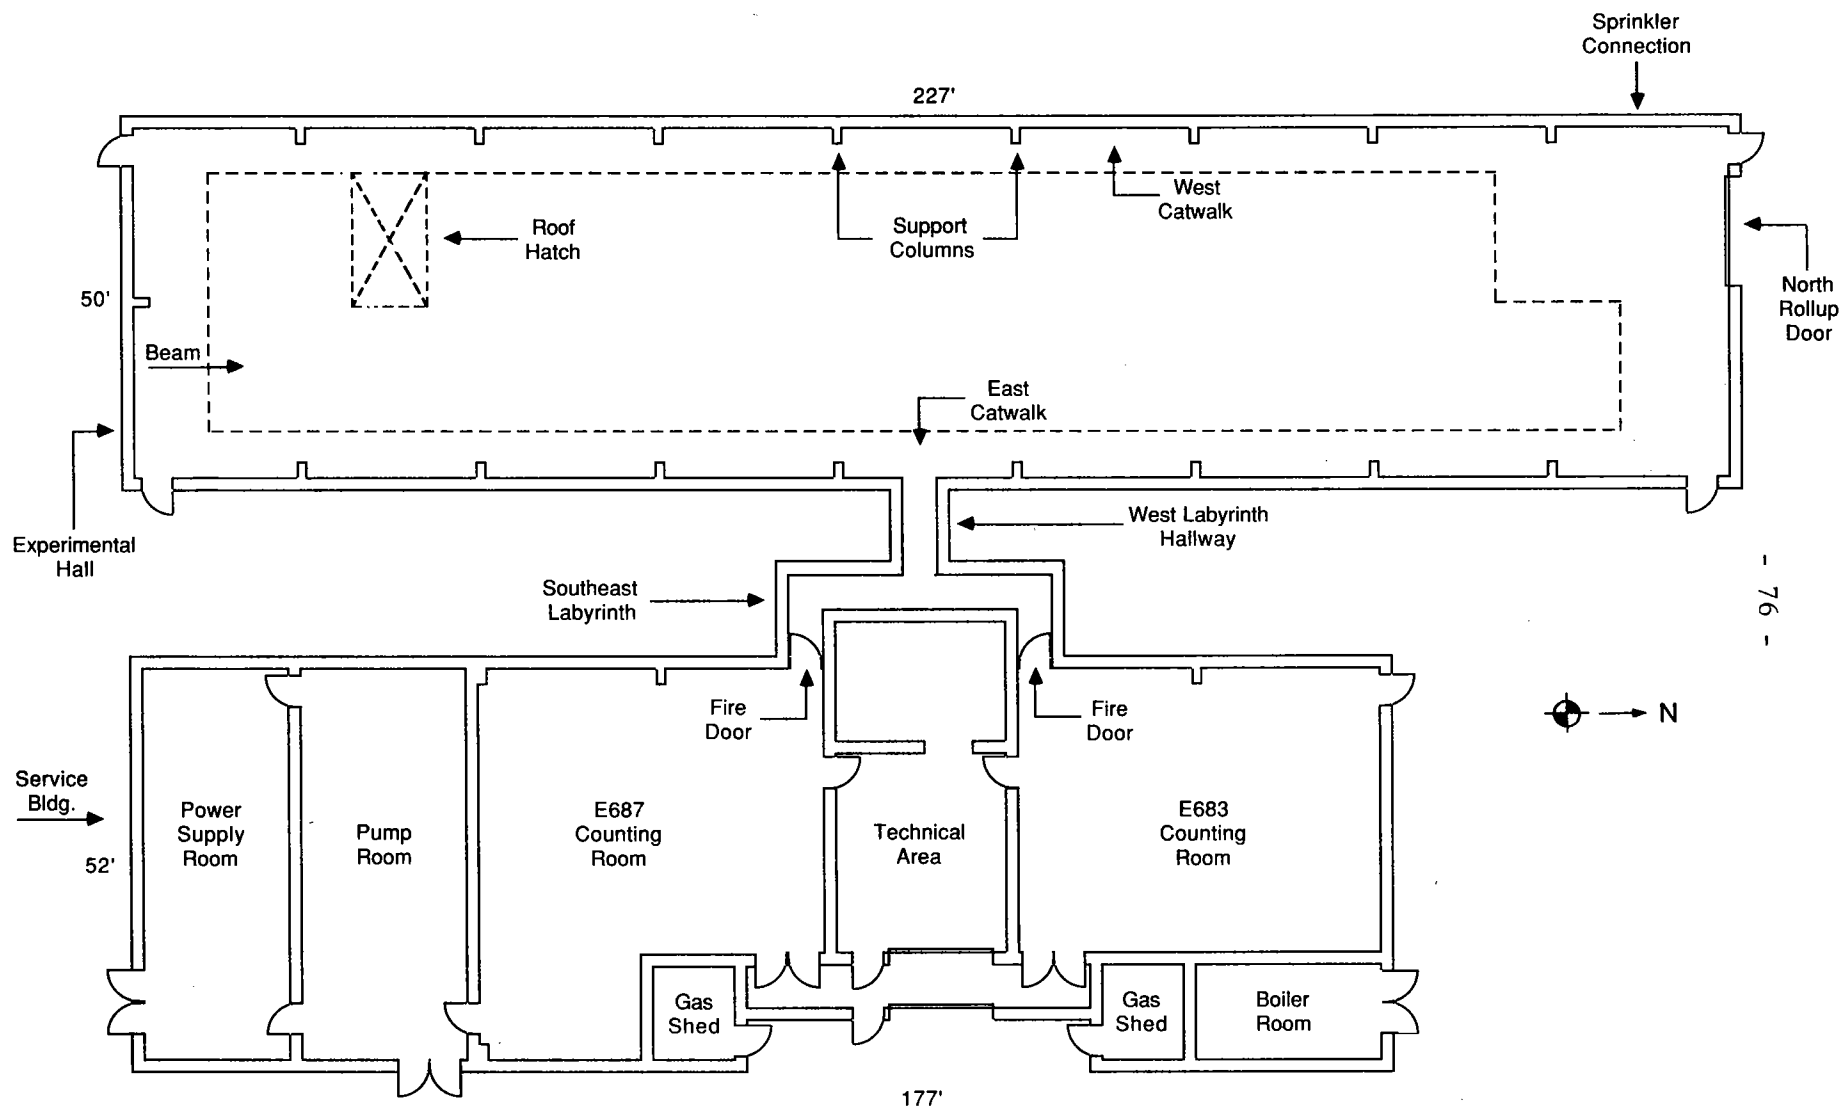 Sprinkler
Connection
227'
West
Catwalk
Roof
Hatch
Support
Columns
50'
North
Rollup
Door
Beam
East
Catwalk
Experimental
Hall
West Labyrinth
Hallway
Southeast
Labyrinth
- 76 -
Fire
Door
Fire
Door
N
Service
Bldg.
Power
Supply
Room
Pump
Room
E687
Counting
Room
Technical
Area
E683
Counting
Room
52'
Gas
Shed
Gas
Shed
Boiler
Room
177'